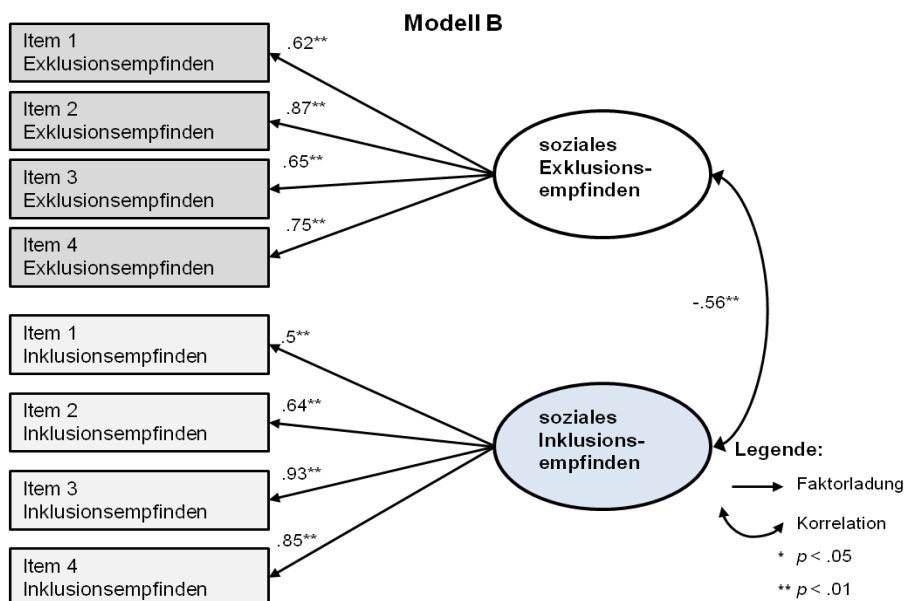 Modell B
Item 1
Exklusionsempfinden
.62**
Item 2
Exklusionsempfinden
.87**
Item 3
Exklusionsempfinden
.65**
Item 4
Exklusionsempfinden
.75**
soziales
Exklusions-
empfinden
-.56**
Item 1
Inklusionsempfinden
.5**
Item 2
Inklusionsempfinden
.64**
Item 3
Inklusionsempfinden
.93**
Item 4
Inklusionsempfinden
.85**
soziales
Inklusions-
empfinden
Legende:
Faktorladung
Korrelation
* p < .05
** p < .01